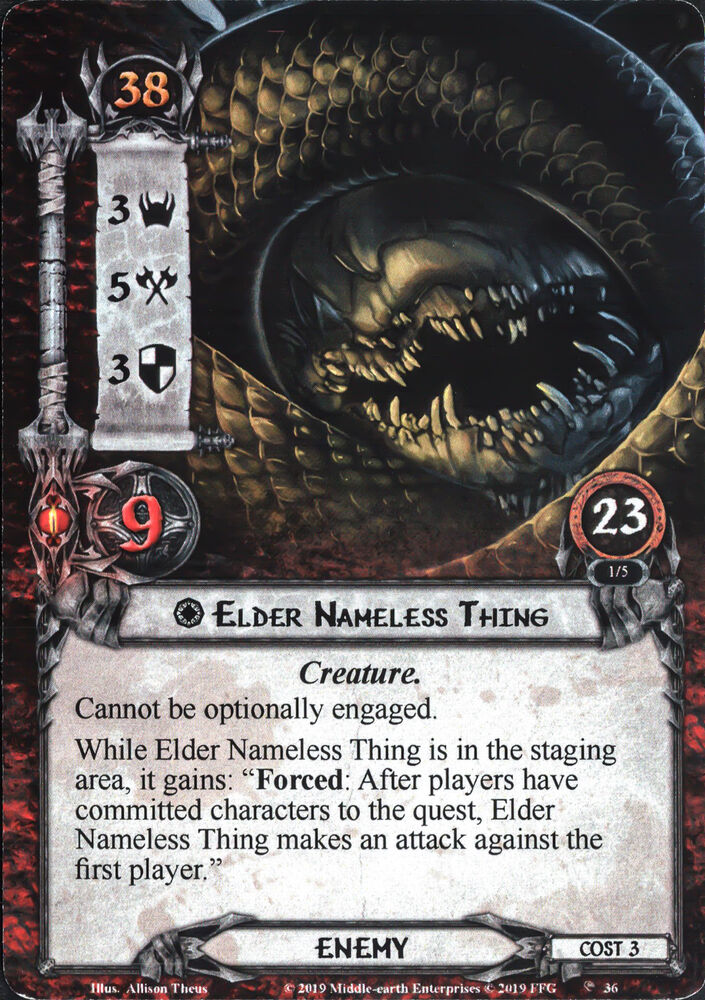 38
3
5
3
9
23
1/5
Elder Nameless Thing
Creature.
Cannot be optionally engaged.
While Elder Nameless Thing is in the staging
area, it gains: “Forced: After players have
committed characters to the quest, Elder
Nameless Thing makes an attack against the
first player.”
ENEMY
COST 3
Illus. Allison Theus
© 2019 Middle-earth Enterprises © 2019 FFG
36